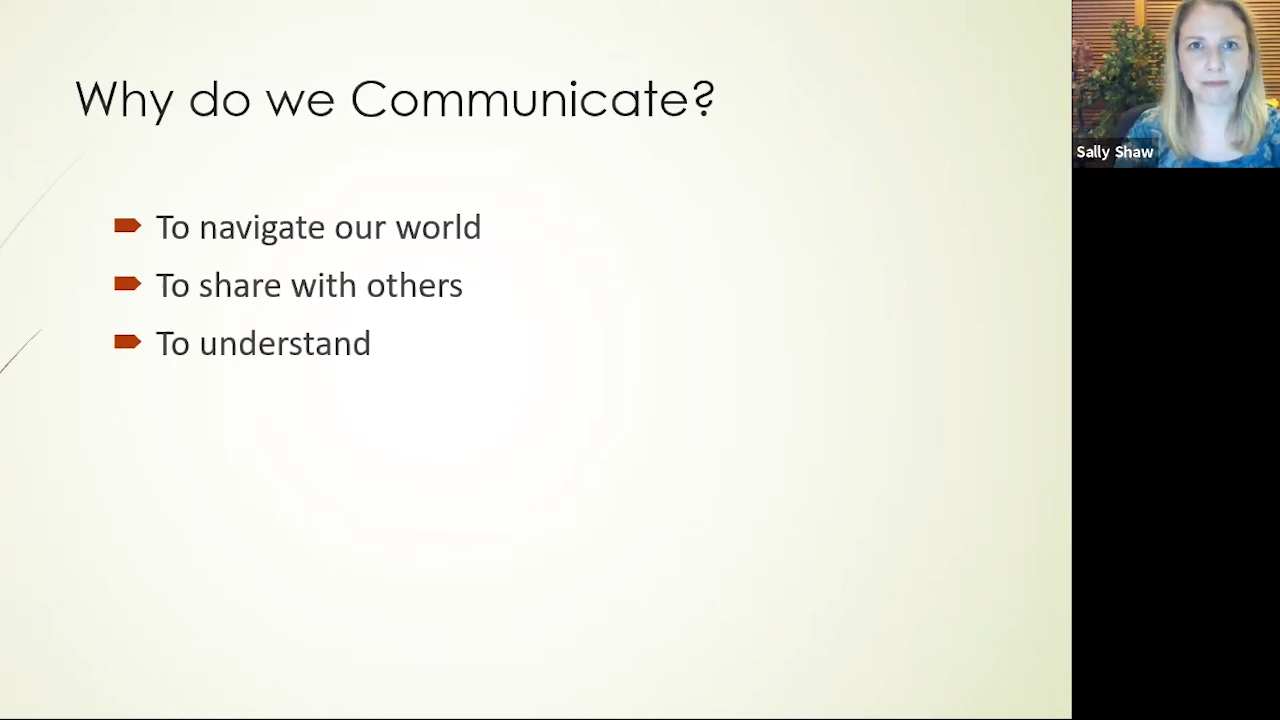 Why do we Communicate?
To navigate our world
To share with others
To understand
Sally Shaw